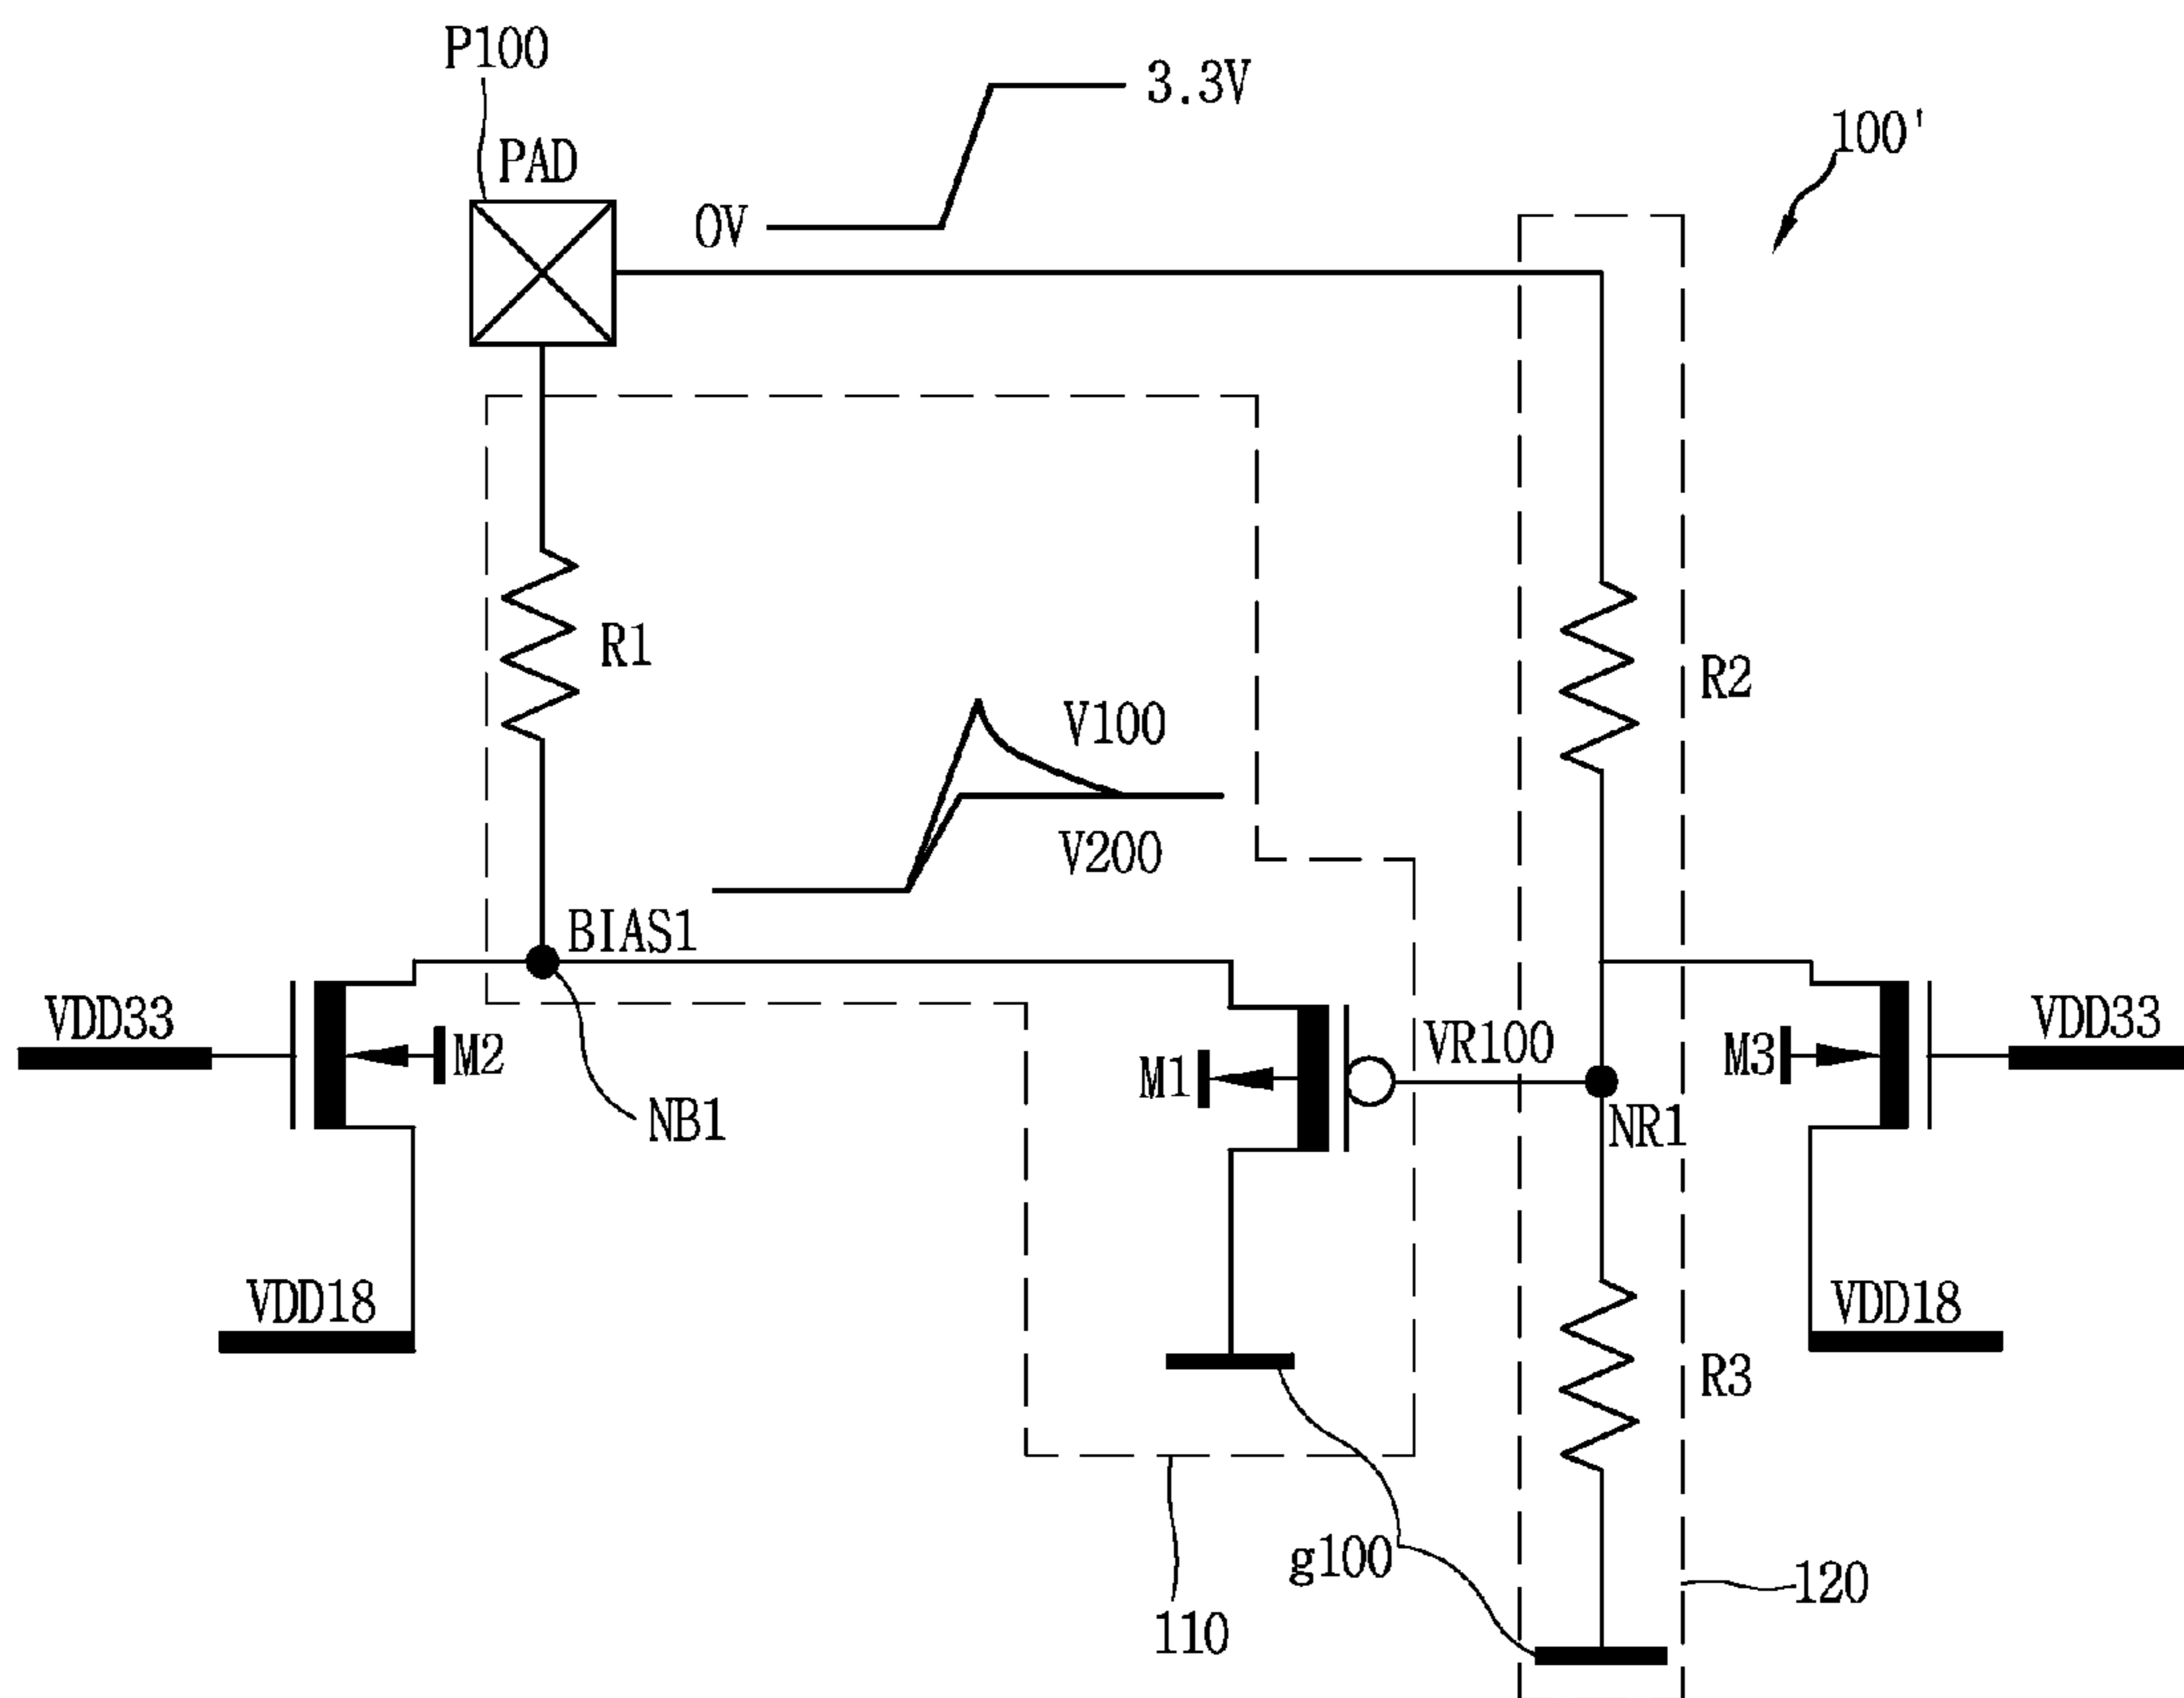 P100
3.3V
100'
PAD
0V
R1
R2
V100
V200
BIAS1
VDD33
M2
M1
VR100
M3
VDD33
NB1
NR1
VDD18
VDD18
R3
g100
120
110